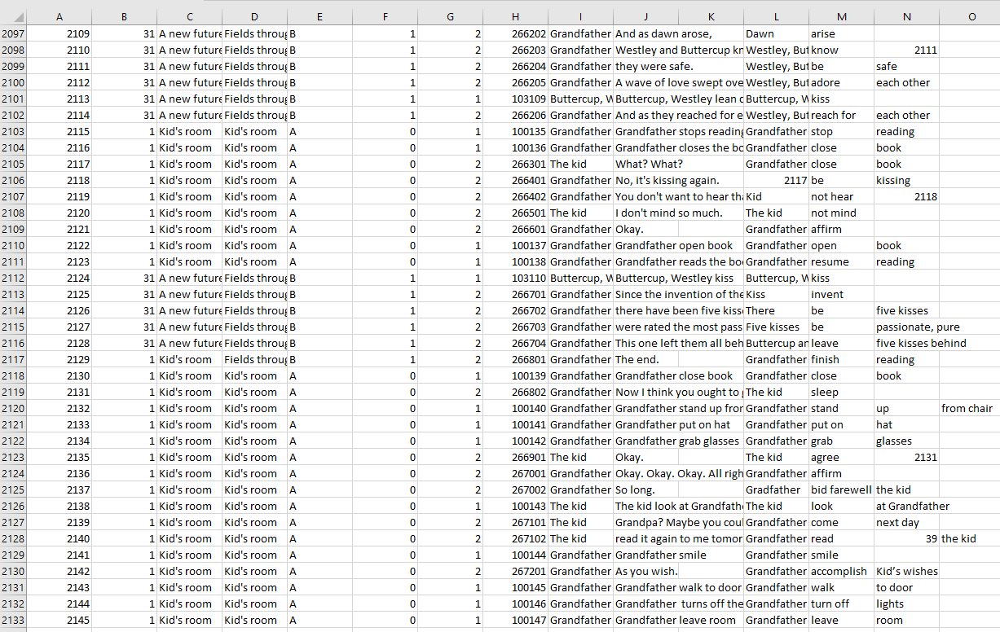 A B C D E F G H I J K L M N O
2097 2109 31 A new future Fields throug B 1 2 266202 Grandfather And as dawn arose, Dawn arise
2098 2110 31 A new future Fields throug B 1 2 266203 Grandfather Westley and Buttercup kn Westley, But know 2111
2099 2111 31 A new future Fields throug B 1 2 266204 Grandfather they were safe. Westley, But be safe
2100 2112 31 A new future Fields throug B 1 2 266205 Grandfather A wave of love swept ove Westley, But adore each other
2101 2113 31 A new future Fields throug B 1 1 103109 Buttercup, W Buttercup, Westley lean c Buttercup, W kiss
2102 2114 31 A new future Fields throug B 1 2 266206 Grandfather And as they reached for e Westley, But reach for each other
2103 2115 1 Kid's room Kid's room A 0 1 100135 Grandfather Grandfather stops reading Grandfather stop reading
2104 2116 1 Kid's room Kid's room A 0 1 100136 Grandfather Grandfather closes the bo Grandfather close book
2105 2117 1 Kid's room Kid's room A 0 2 266301 The kid What? What? Grandfather close book
2106 2118 1 Kid's room Kid's room A 0 2 266401 Grandfather No, it's kissing again. 2117 be kissing
2107 2119 1 Kid's room Kid's room A 0 2 266402 Grandfather You don't want to hear tha Kid not hear 2118
2108 2120 1 Kid's room Kid's room A 0 2 266501 The kid I don't mind so much. The kid not mind
2109 2121 1 Kid's room Kid's room A 0 2 266601 Grandfather Okay. Grandfather affirm
2110 2122 1 Kid's room Kid's room A 0 1 100137 Grandfather Grandfather open book Grandfather open book
2111 2123 1 Kid's room Kid's room A 0 1 100138 Grandfather Grandfather reads the boo Grandfather resume reading
2112 2124 31 A new future Fields throug B 1 1 103110 Buttercup, W Buttercup, Westley kiss Buttercup, W kiss
2113 2125 31 A new future Fields throug B 1 2 266701 Grandfather Since the invention of the Kiss invent
2114 2126 31 A new future Fields throug B 1 2 266702 Grandfather there have been five kiss There be five kisses
2115 2127 31 A new future Fields throug B 1 2 266703 Grandfather were rated the most pass Five kisses be passionate, pure
2116 2128 31 A new future Fields throug B 1 2 266704 Grandfather This one left them all beh Buttercup an leave five kisses behind
2117 2129 1 Kid's room Fields throug B 1 2 266801 Grandfather The end. Grandfather finish reading
2118 2130 1 Kid's room Kid's room A 0 1 100139 Grandfather Grandfather close book Grandfather close book
2119 2131 1 Kid's room Kid's room A 0 2 266802 Grandfather Now I think you ought to g The kid sleep
2120 2132 1 Kid's room Kid's room A 0 1 100140 Grandfather Grandfather stand up from Grandfather stand up from chair
2121 2133 1 Kid's room Kid's room A 0 1 100141 Grandfather Grandfather put on hat Grandfather put on hat
2122 2134 1 Kid's room Kid's room A 0 1 100142 Grandfather Grandfather grab glasses Grandfather grab glasses
2123 2135 1 Kid's room Kid's room A 0 2 266901 The kid Okay. The kid agree 2131
2124 2136 1 Kid's room Kid's room A 0 2 267001 Grandfather Okay. Okay. Okay. All righ Grandfather affirm
2125 2137 1 Kid's room Kid's room A 0 2 267002 Grandfather So long. Gradfather bid farewell the kid
2126 2138 1 Kid's room Kid's room A 0 1 100143 The kid The kid look at Grandfath The kid look at Grandfather
2127 2139 1 Kid's room Kid's room A 0 2 267101 The kid Grandpa? Maybe you coul Grandfather come next day
2128 2140 1 Kid's room Kid's room A 0 2 267102 The kid read it again to me tomor Grandfather read 39 the kid
2129 2141 1 Kid's room Kid's room A 0 1 100144 Grandfather Grandfather smile Grandfather smile
2130 2142 1 Kid's room Kid's room A 0 2 267201 Grandfather As you wish. Grandfather accomplish Kid’s wishes
2131 2143 1 Kid's room Kid's room A 0 1 100145 Grandfather Grandfather walk to door Grandfather walk to door
2132 2144 1 Kid's room Kid's room A 0 1 100146 Grandfather Grandfather turns off the Grandfather turn off lights
2133 2145 1 Kid's room Kid's room A 0 1 100147 Grandfather Grandfather leave room Grandfather leave room